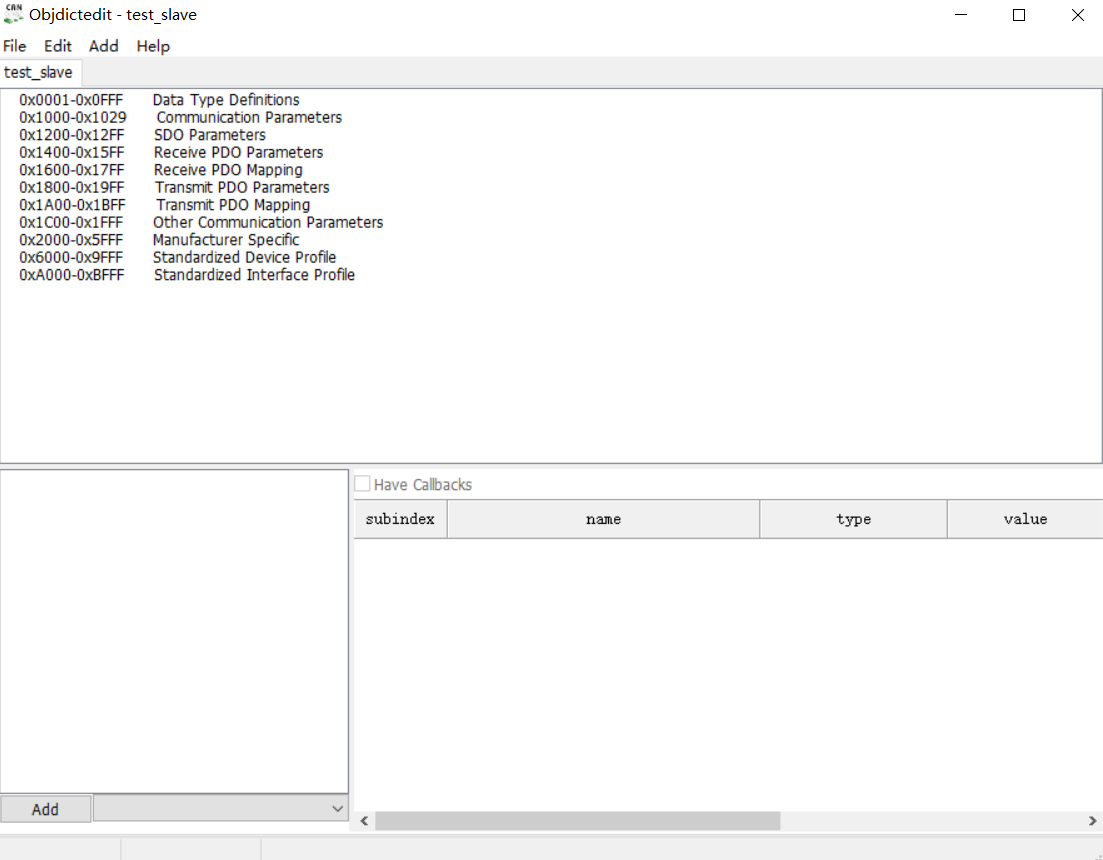 CAN
Objdictedit - test_slave
File Edit Add Help
test_slave
0x0001-0x0FFF Data Type Definitions
0x1000-0x1029 Communication Parameters
0x1200-0x12FF SDO Parameters
0x1400-0x15FF Receive PDO Parameters
0x1600-0x17FF Receive PDO Mapping
0x1800-0x19FF Transmit PDO Parameters
0x1A00-0x1BFF Transmit PDO Mapping
0x1C00-0x1FFF Other Communication Parameters
0x2000-0x5FFF Manufacturer Specific
0x6000-0x9FFF Standardized Device Profile
0xA000-0xBFFF Standardized Interface Profile
Have Callbacks
subindex name type value
Add